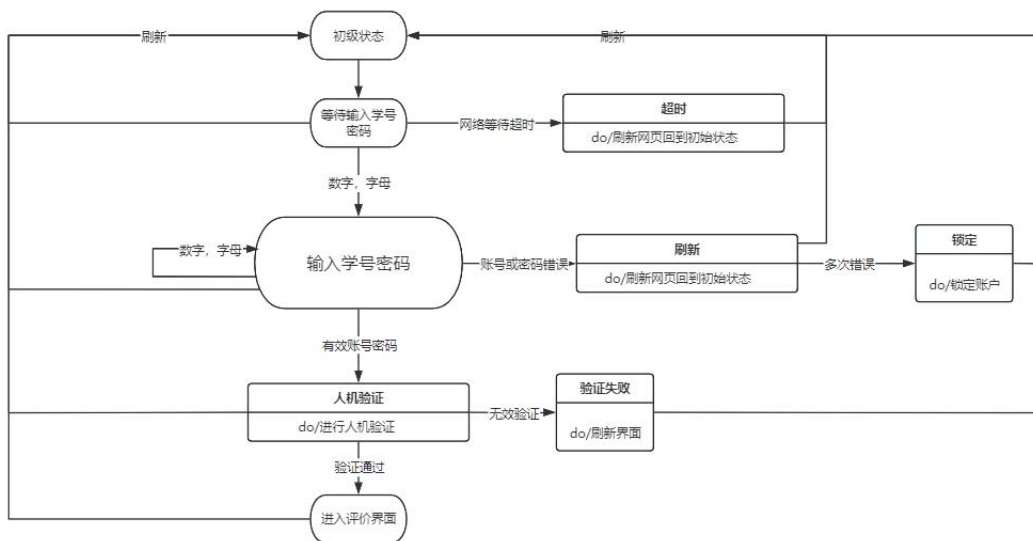 刷新
初级状态
刷新
等待输入学号
密码
网络等待超时
超时
do/刷新网页回到初始状态
数字，字母
数字，字母
输入学号密码
账号或密码错误
刷新
do/刷新网页回到初始状态
多次错误
锁定
do/锁定账户
有效账号密码
人机验证
do/进行人机验证
无效验证
验证失败
do/刷新界面
验证通过
进入评价界面